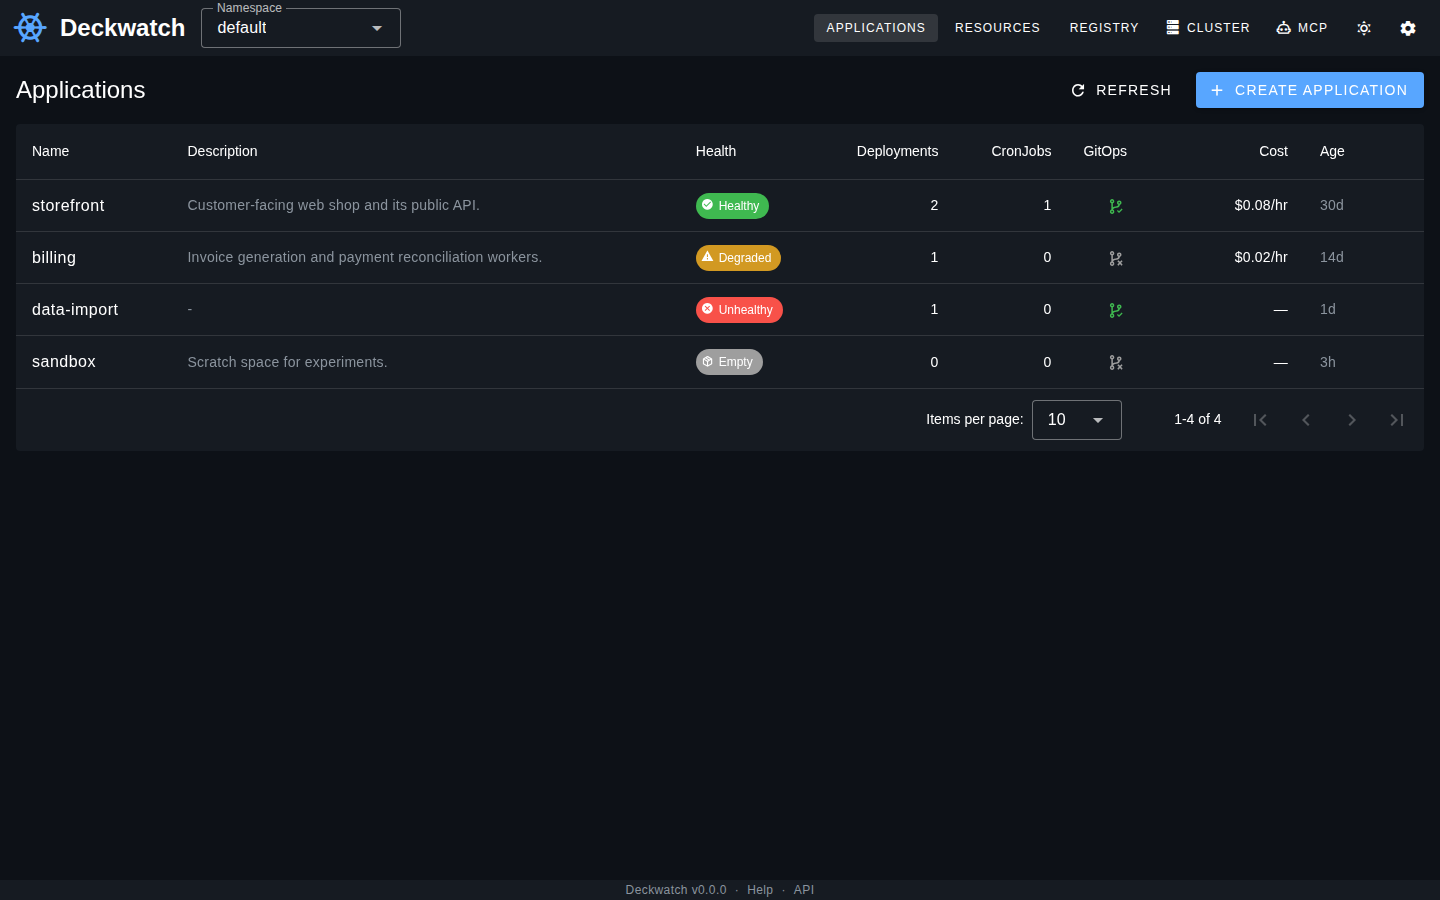 Deckwatch
Namespace
default
APPLICATIONS RESOURCES REGISTRY CLUSTER MCP
Applications
REFRESH
CREATE APPLICATION
Name Description Health Deployments CronJobs GitOps Cost Age
storefront Customer-facing web shop and its public API. Healthy 2 1 $0.08/hr 30d
billing Invoice generation and payment reconciliation workers. Degraded 1 0 $0.02/hr 14d
data-import - Unhealthy 1 0 — 1d
sandbox Scratch space for experiments. Empty 0 0 — 3h
Items per page: 10 1-4 of 4
Deckwatch v0.0.0 · Help · API